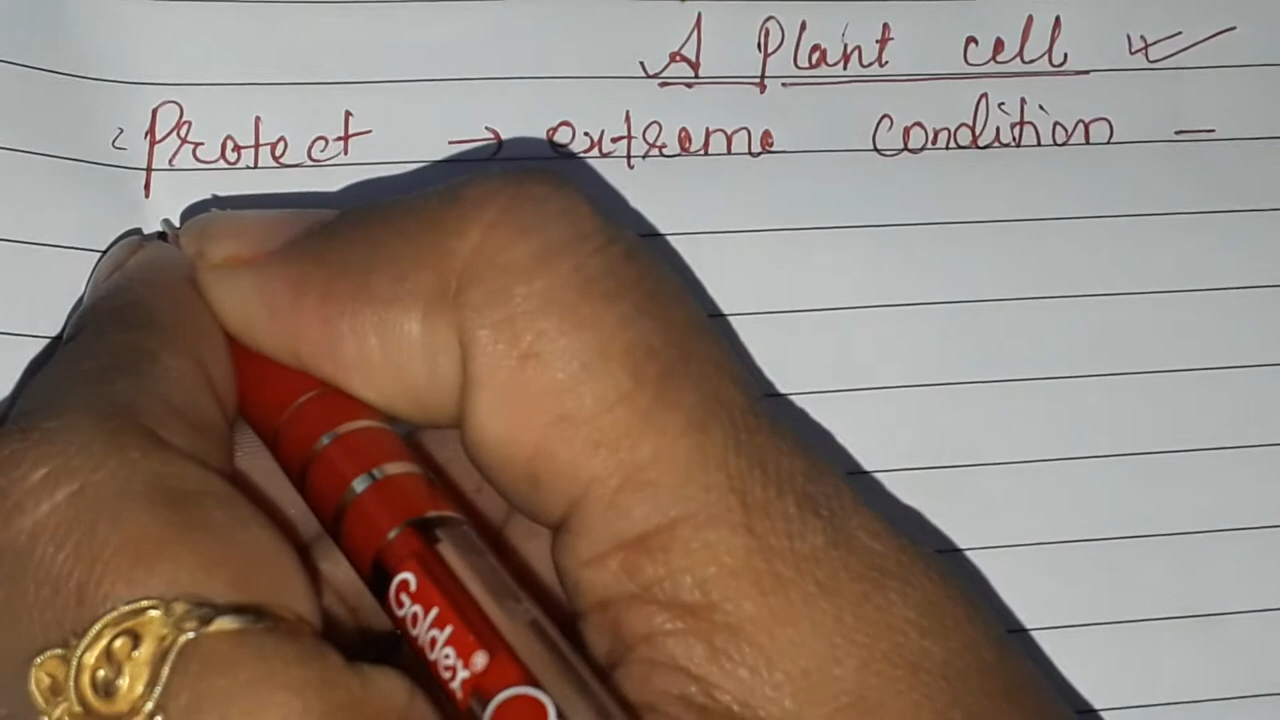 A Plant cell
Protect → extreme condition –
Goldex®